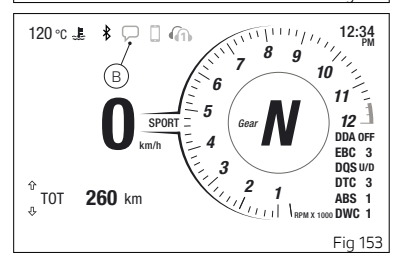 120 °C 12:34
PM
B
7 8 9
6 10
5 11
4 12
3
2 1
SPORT
0
km/h
Gear N
RPM X 1000
DDA OFF
EBC 3
DQS U/D
DTC 3
ABS 1
DWC 1
TOT 260 km
Fig 153